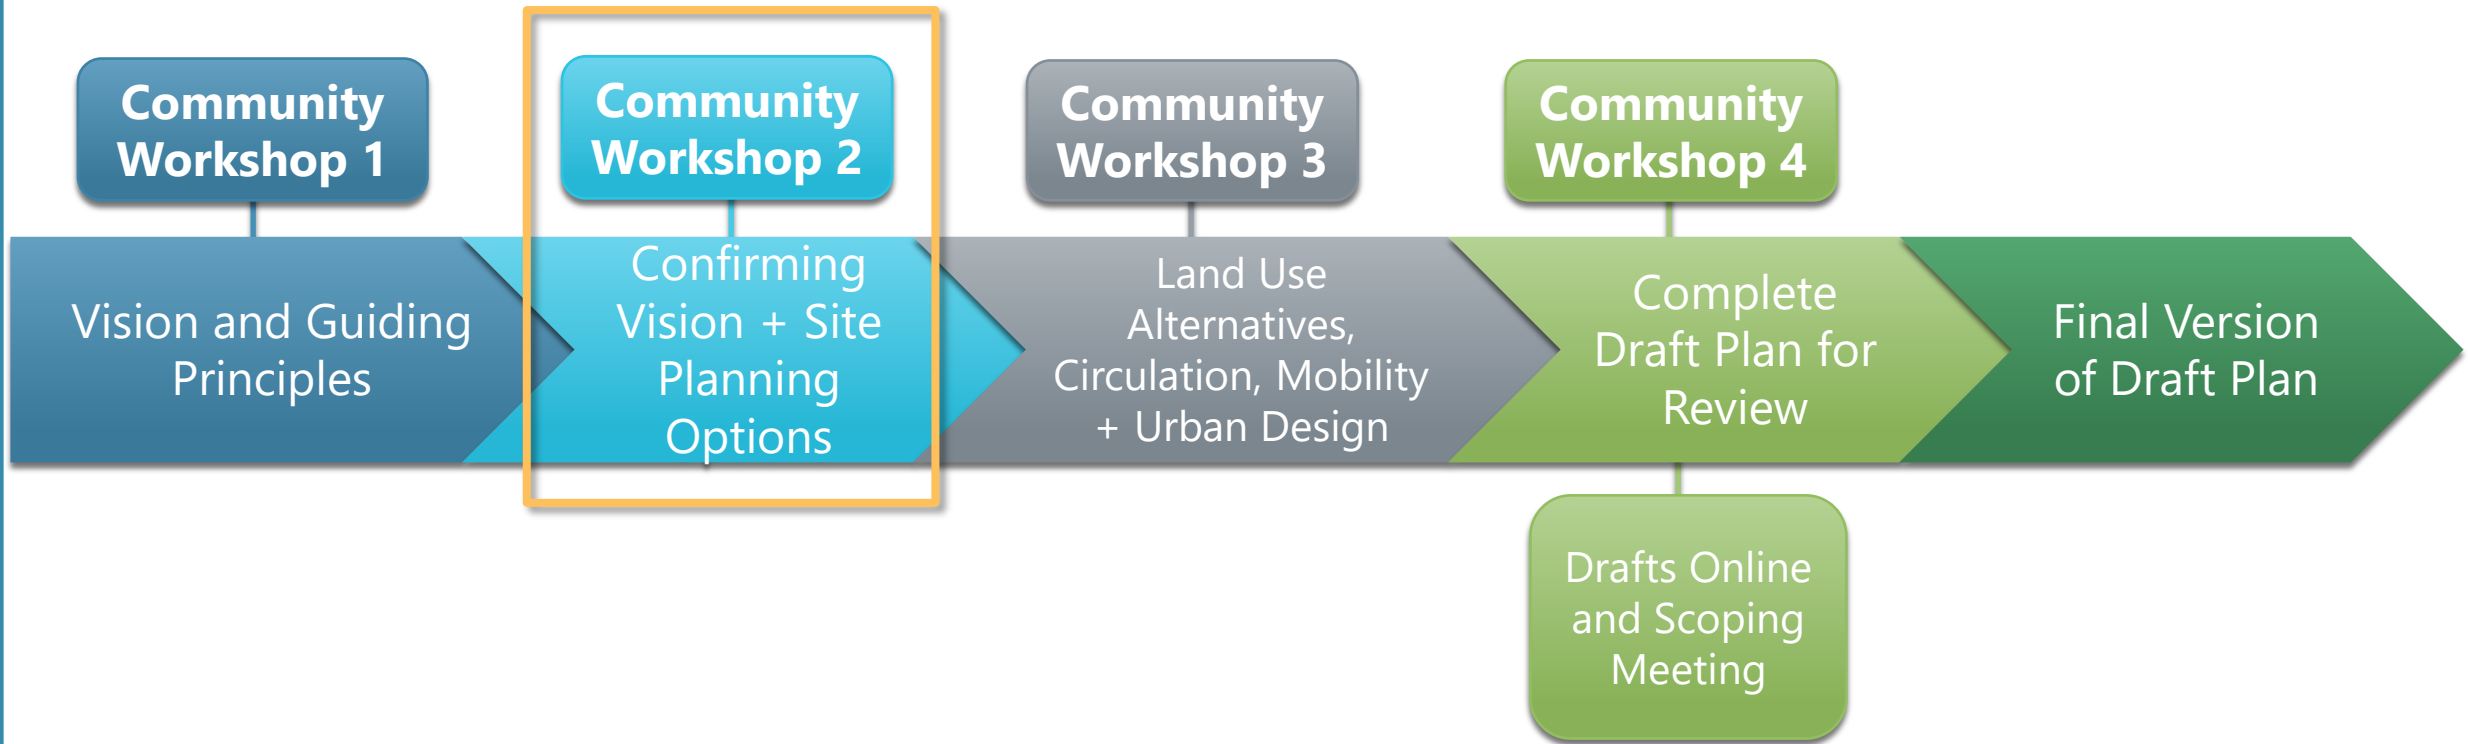 Community
Workshop 1
Community
Workshop 2
Community
Workshop 3
Community
Workshop 4
Vision and Guiding
Principles
Confirming
Vision + Site
Planning
Options
Land Use
Alternatives,
Circulation, Mobility
+ Urban Design
Complete
Draft Plan for
Review
Final Version
of Draft Plan
Drafts Online
and Scoping
Meeting